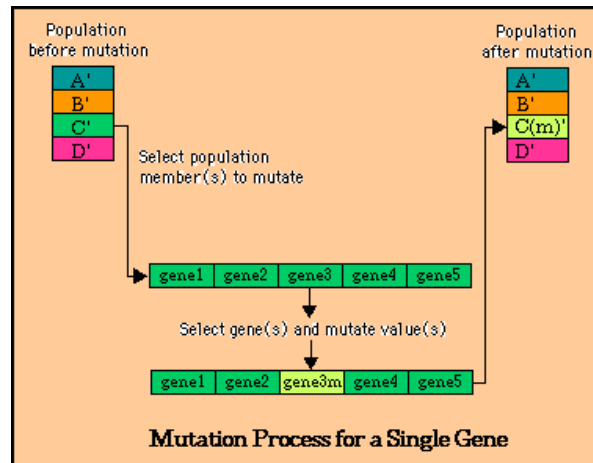 Population
before mutation
A'
B'
C'
D'
Population
after mutation
A'
B'
C(m)'
D'
Select population
member(s) to mutate
gene1 gene2 gene3 gene4 gene5
Select gene(s) and mutate value(s)
gene1 gene2 gene3m gene4 gene5
Mutation Process for a Single Gene